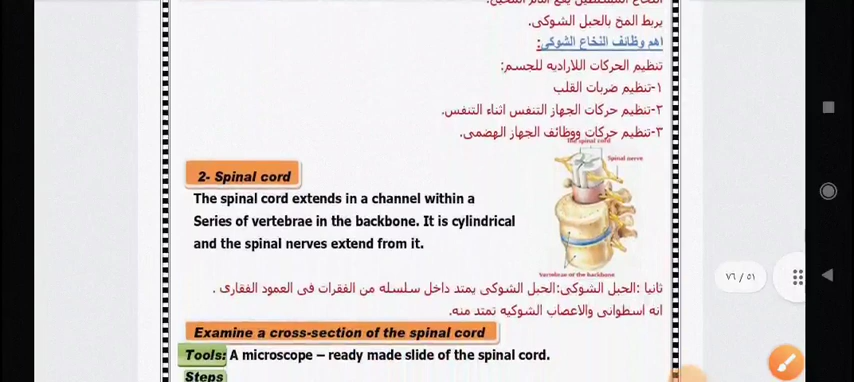 النخاع المستطيل يقع
يربط المخ بالحبل الشوكى.
اهم وظائف النخاع الشوكى:
تنظيم الحركات اللاراديه للجسم:
١-تنظيم ضربات القلب
٢-تنظيم حركات الجهاز التنفس اثناء التنفس.
٣-تنظيم حركات ووظائف الجهاز الهضمى.
The spinal cord
Spinal nerve
2- Spinal cord
The spinal cord extends in a channel within a
Series of vertebrae in the backbone. It is cylindrical
and the spinal nerves extend from it.
Vertebrae of the backbone
٥١ / ٧٦
ثانيا :الحبل الشوكى:الحبل الشوكى يمتد داخل سلسله من الفقرات فى العمود الفقارى .
انه اسطوانى والاعصاب الشوكيه تمتد منه.
Examine a cross-section of the spinal cord
Tools: A microscope – ready made slide of the spinal cord.
Steps